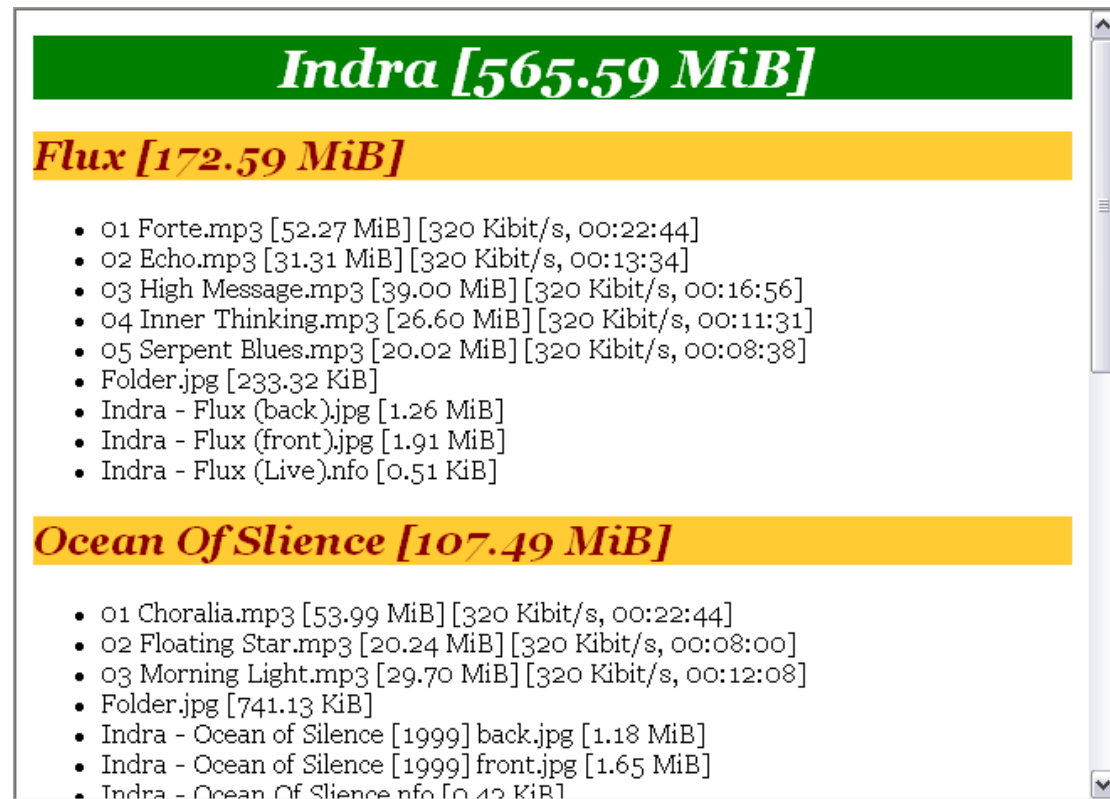 Indra [565.59 MiB]
Flux [172.59 MiB]
01 Forte.mp3 [52.27 MiB] [320 Kibit/s, 00:22:44]
02 Echo.mp3 [31.31 MiB] [320 Kibit/s, 00:13:34]
03 High Message.mp3 [39.00 MiB] [320 Kibit/s, 00:16:56]
04 Inner Thinking.mp3 [26.60 MiB] [320 Kibit/s, 00:11:31]
05 Serpent Blues.mp3 [20.02 MiB] [320 Kibit/s, 00:08:38]
Folder.jpg [233.32 KiB]
Indra - Flux (back).jpg [1.26 MiB]
Indra - Flux (front).jpg [1.91 MiB]
Indra - Flux (Live).nfo [0.51 KiB]
Ocean Of Slience [107.49 MiB]
01 Choralia.mp3 [53.99 MiB] [320 Kibit/s, 00:22:44]
02 Floating Star.mp3 [20.24 MiB] [320 Kibit/s, 00:08:00]
03 Morning Light.mp3 [29.70 MiB] [320 Kibit/s, 00:12:08]
Folder.jpg [741.13 KiB]
Indra - Ocean of Silence [1999] back.jpg [1.18 MiB]
Indra - Ocean of Silence [1999] front.jpg [1.65 MiB]
Indra - Ocean Of Slience.nfo [0.43 KiB]